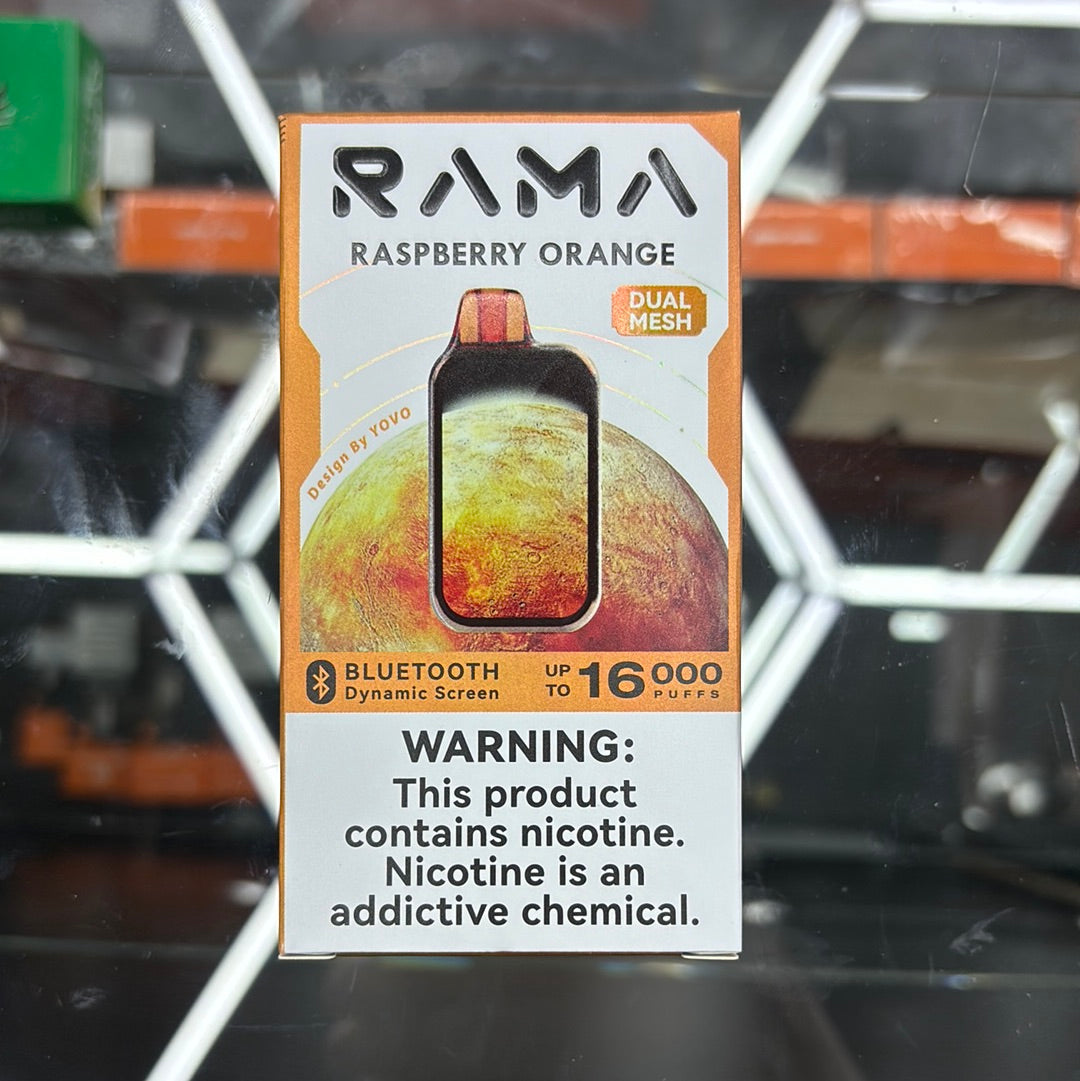 RAMA
RASPBERRY ORANGE
DUAL
MESH
Design By YOVO
BLUETOOTH
Dynamic Screen
UP
TO
16000
PUFFS
WARNING:
This product
contains nicotine.
Nicotine is an
addictive chemical.